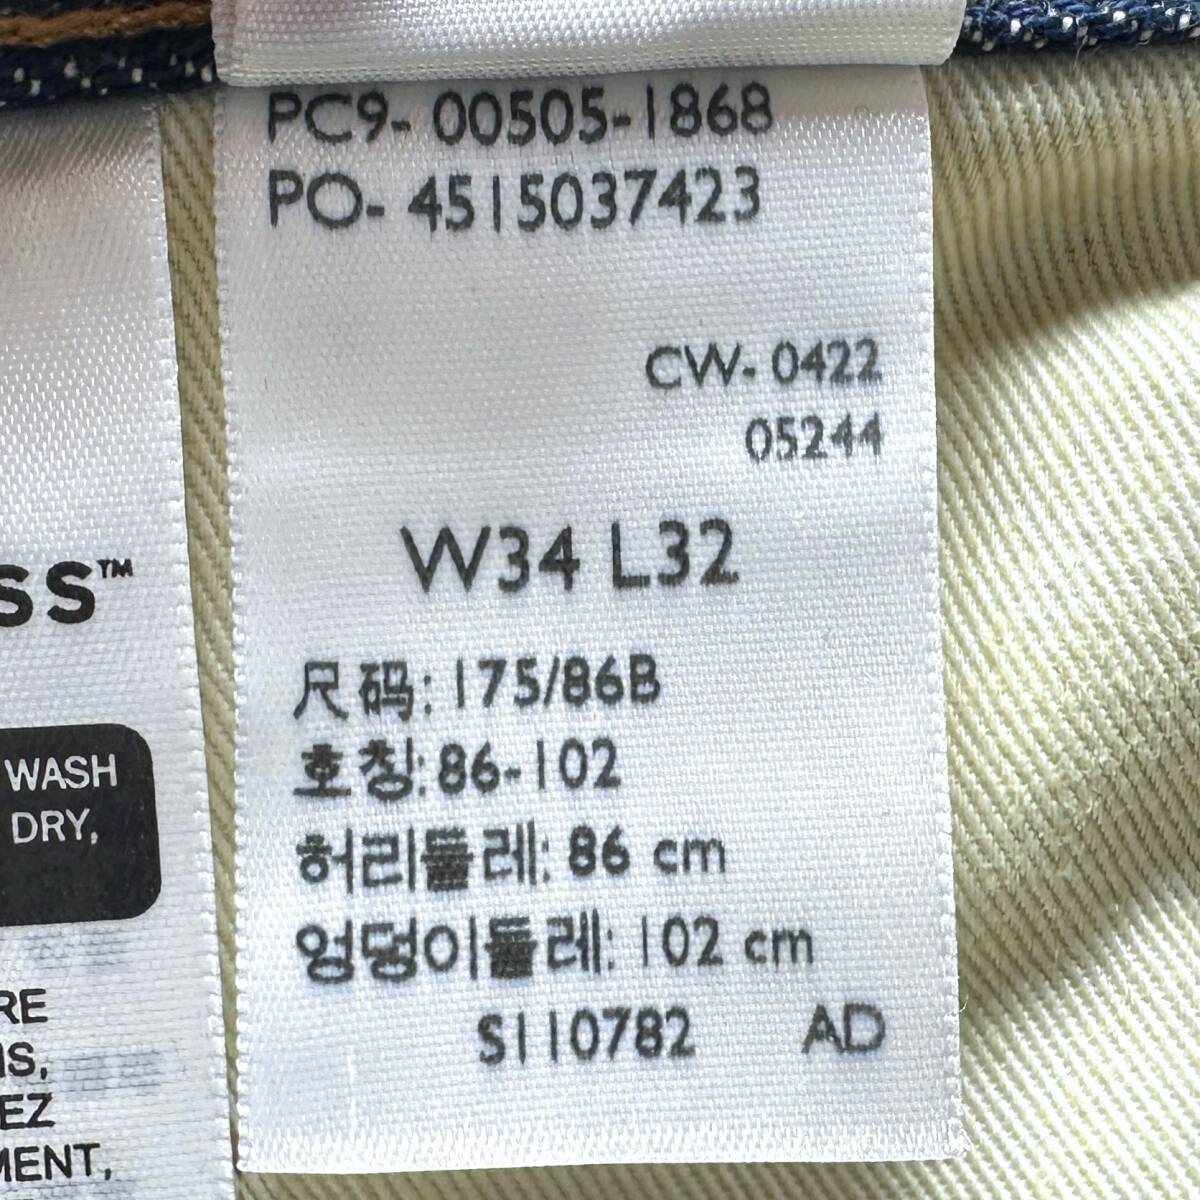 PC9- 00505-1868
PO- 4515037423
CW- 0422
05244
W34 L32
尺码: 175/86B
호칭: 86-102
허리둘레: 86 cm
엉덩이둘레: 102 cm
S110782 AD
SS™
WASH
DRY,
RE
IS,
EZ
MENT,